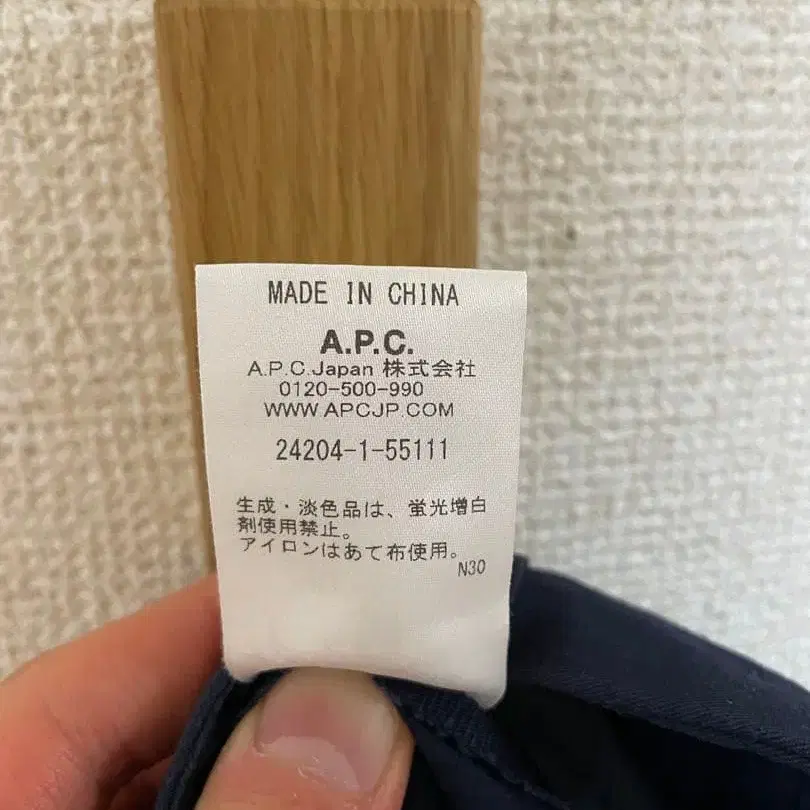 MADE IN CHINA
A.P.C.
A.P.C.Japan 株式会社
0120-500-990
WWW.APCJP.COM
24204-1-55111
生成・淡色品は、蛍光増白
剤使用禁止。
アイロンはあて布使用。
N30